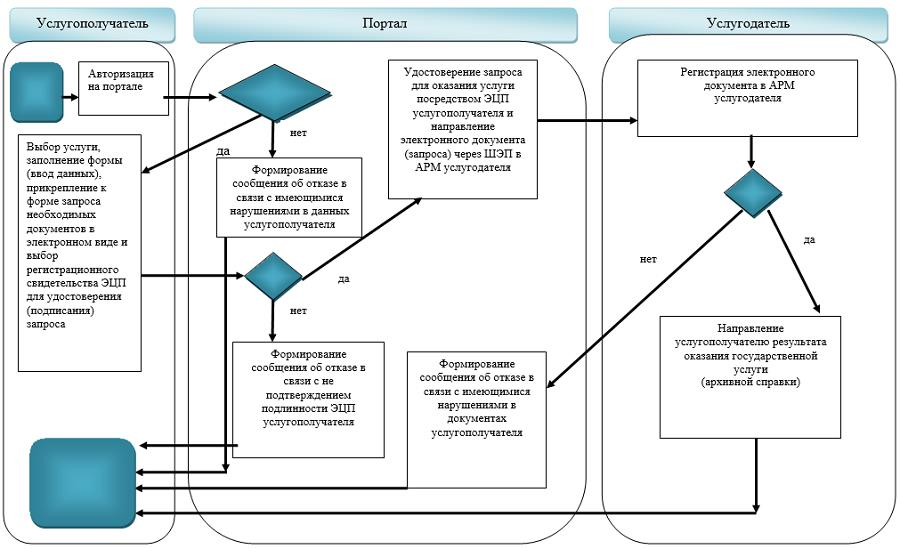 Услугополучатель
Портал
Услугодатель
Авторизация
на портале
нет
да
Выбор услуги,
заполнение формы
(ввод данных),
прикрепление к
форме запроса
необходимых
документов в
электронном виде и
выбор
регистрационного
свидетельства ЭЦП
для удостоверения
(подписания)
запроса
Формирование
сообщения об отказе в
связи с имеющимися
нарушениями в данных
услугополучателя
да
нет
Формирование
сообщения об отказе в
связи с не
подтверждением
подлинности ЭЦП
услугополучателя
Удостоверение запроса
для оказания услуги
посредством ЭЦП
услугополучателя и
направление
электронного документа
(запроса) через ШЭП в
АРМ услугодателя
Формирование
сообщения об отказе в
связи с имеющимися
нарушениями в
документах
услугополучателя
Регистрация электронного
документа в АРМ
услугодателя
да
нет
Направление
услугополучателю результата
оказания государственной
услуги
(архивной справки)